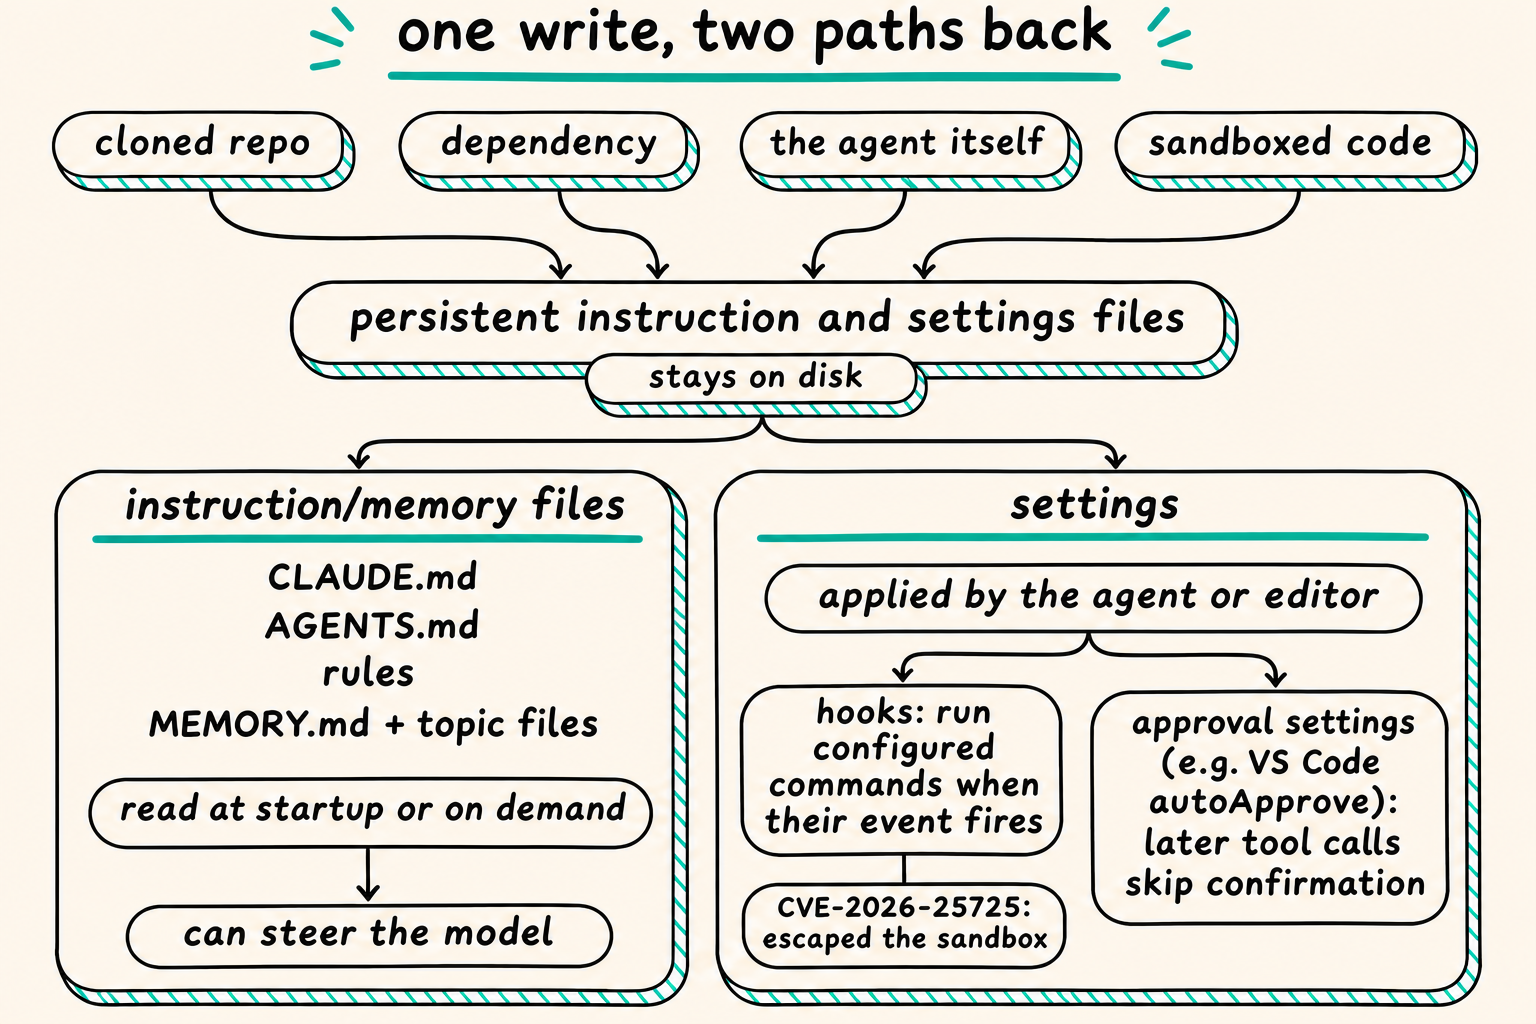 one write, two paths back
cloned repo
dependency
the agent itself
sandboxed code
persistent instruction and settings files
stays on disk
instruction/memory files
CLAUDE.md
AGENTS.md
rules
MEMORY.md + topic files
read at startup or on demand
can steer the model
settings
applied by the agent or editor
hooks: run
configured
commands when
their event fires
CVE-2026-25725:
escaped the sandbox
approval settings
(e.g. VS Code
autoApprove):
later tool calls
skip confirmation